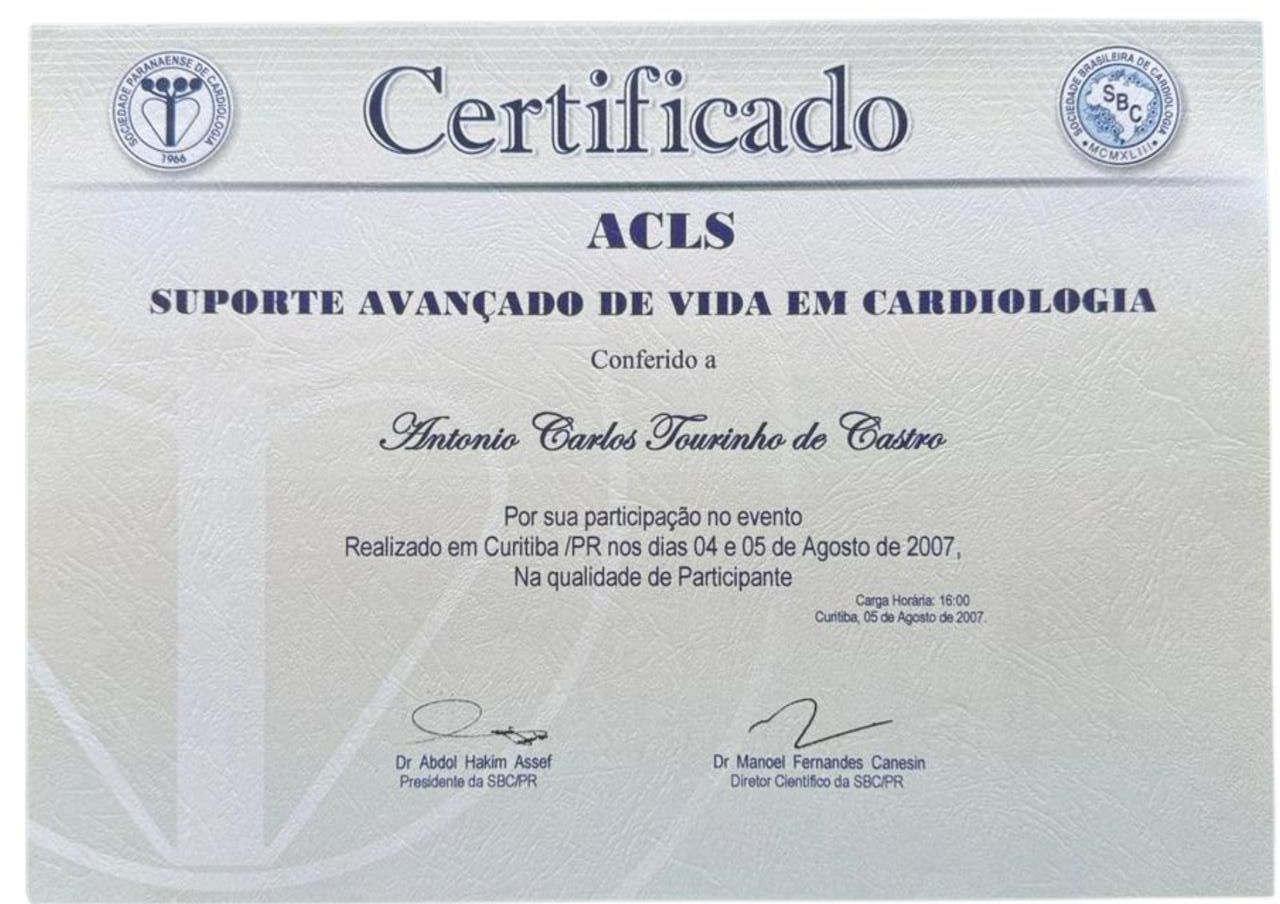 SOCIEDADE PARANAENSE DE CARDIOLOGIA
1966
Certificado
SOCIEDADE BRASILEIRA DE CARDIOLOGIA
SBC
MCMXLIII
ACLS
SUPORTE AVANÇADO DE VIDA EM CARDIOLOGIA
Conferido a
Antonio Carlos Tourinho de Castro
Por sua participação no evento
Realizado em Curitiba /PR nos dias 04 e 05 de Agosto de 2007,
Na qualidade de Participante
Carga Horária: 16:00
Curitiba, 05 de Agosto de 2007.
Dr Abdol Hakim Assef
Presidente da SBC/PR
Dr Manoel Fernandes Canesin
Diretor Científico da SBC/PR